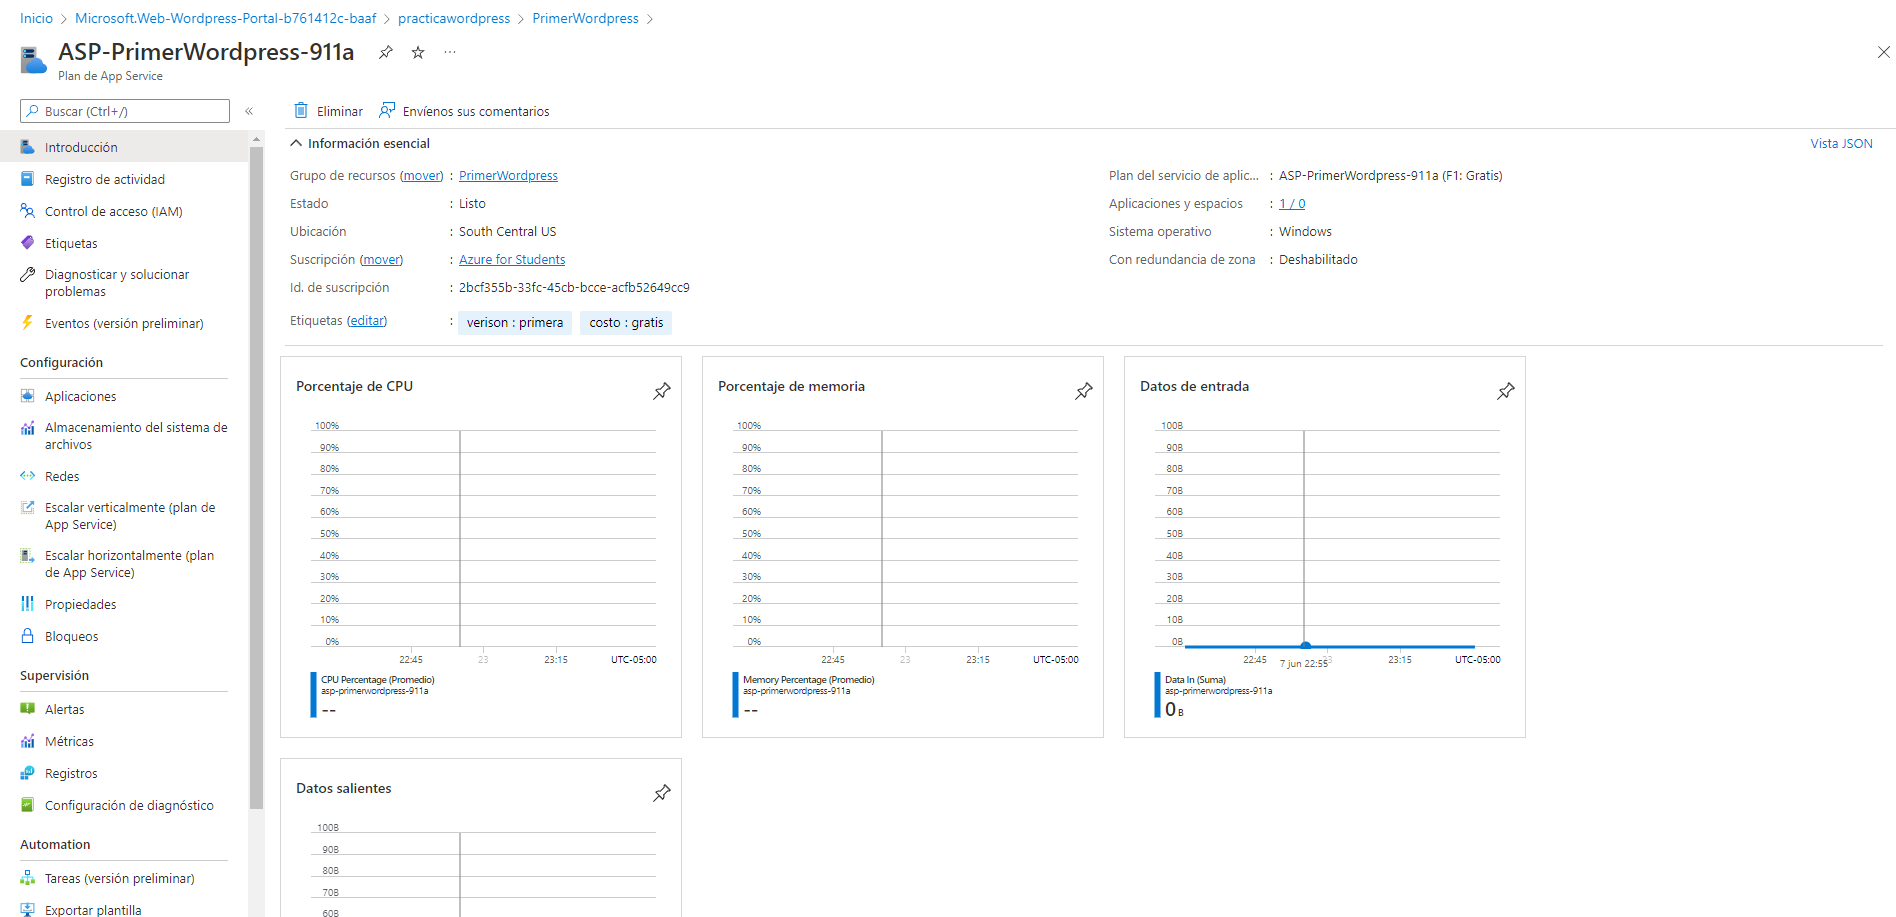 Inicio > Microsoft.Web-Wordpress-Portal-b761412c-baaf > practicawordpress > PrimerWordpress >
ASP-PrimerWordpress-911a
Plan de App Service
Buscar (Ctrl+/)
Introducción
Registro de actividad
Control de acceso (IAM)
Etiquetas
Diagnosticar y solucionar
problemas
Eventos (versión preliminar)
Configuración
Aplicaciones
Almacenamiento del sistema de
archivos
Redes
Escalar verticalmente (plan de
App Service)
Escalar horizontalmente (plan
de App Service)
Propiedades
Bloqueos
Supervisión
Alertas
Métricas
Registros
Configuración de diagnóstico
Automation
Tareas (versión preliminar)
Exportar plantilla
Eliminar
Envíenos sus comentarios
Información esencial
Vista JSON
Grupo de recursos (mover) : PrimerWordpress
Estado : Listo
Ubicación : South Central US
Suscripción (mover) : Azure for Students
Id. de suscripción : 2bcf355b-33fc-45cb-bcce-acfb52649cc9
Etiquetas (editar) : verison : primera costo : gratis
Plan del servicio de aplic... : ASP-PrimerWordpress-911a (F1: Gratis)
Aplicaciones y espacios : 1 / 0
Sistema operativo : Windows
Con redundancia de zona : Deshabilitado
Porcentaje de CPU
100%
90%
80%
70%
60%
50%
40%
30%
20%
10%
0%
22:45 23 23:15 UTC-05:00
CPU Percentage (Promedio)
asp-primerwordpress-911a
--
Porcentaje de memoria
100%
90%
80%
70%
60%
50%
40%
30%
20%
10%
0%
22:45 23 23:15 UTC-05:00
Memory Percentage (Promedio)
asp-primerwordpress-911a
--
Datos de entrada
100B
90B
80B
70B
60B
50B
40B
30B
20B
10B
0B
22:45 7 jun 22:55 23:15 UTC-05:00
Data In (Suma)
asp-primerwordpress-911a
0 B
Datos salientes
100B
90B
80B
70B
60B